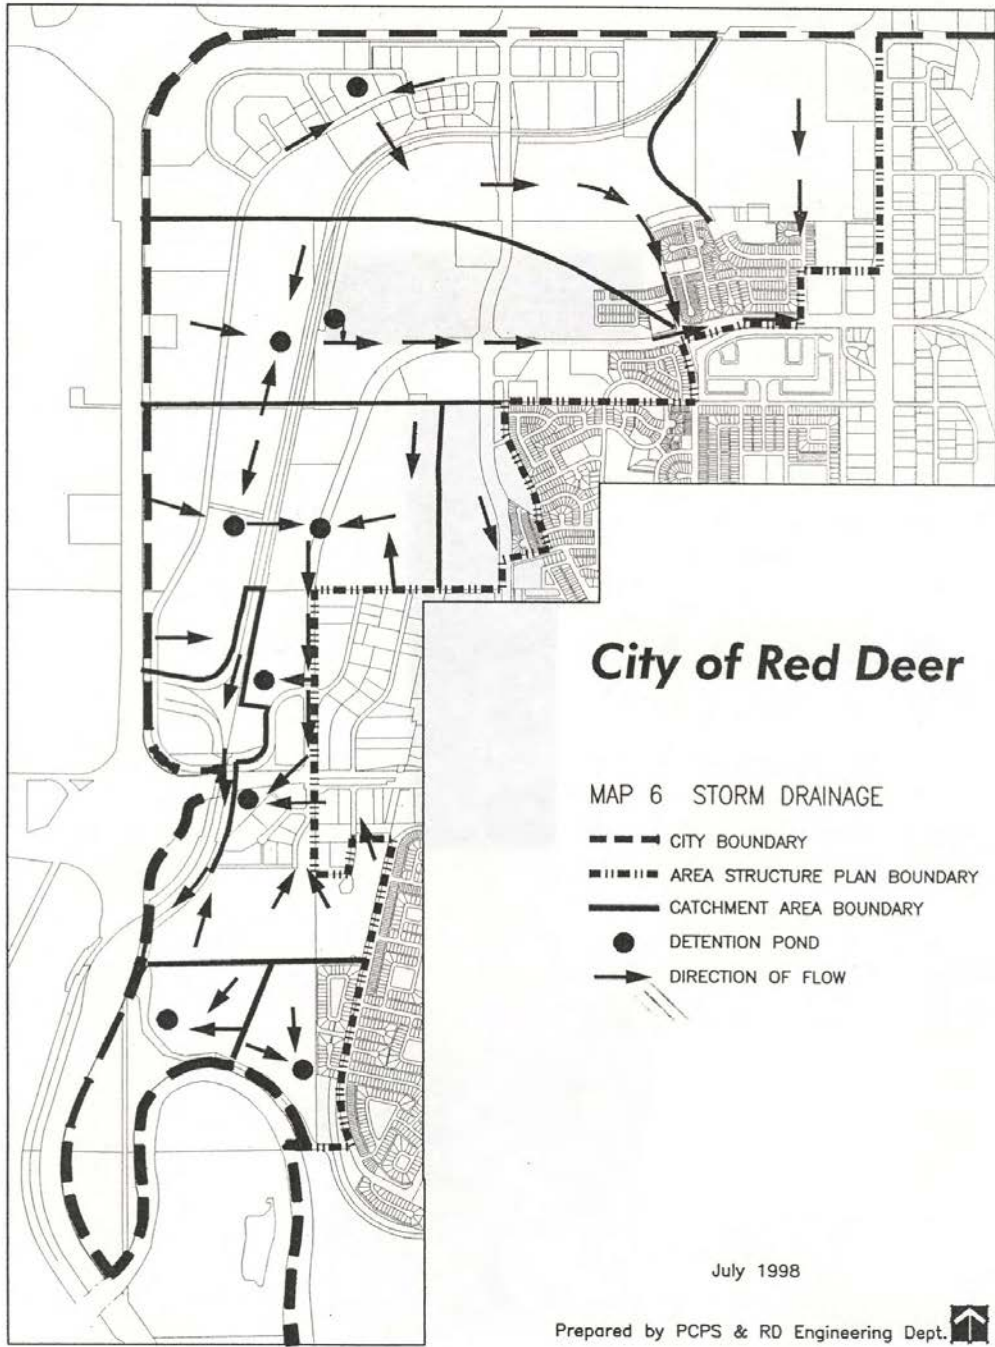 City of Red Deer
MAP 6 STORM DRAINAGE
CITY BOUNDARY
AREA STRUCTURE PLAN BOUNDARY
CATCHMENT AREA BOUNDARY
DETENTION POND
DIRECTION OF FLOW
July 1998
Prepared by PCPS & RD Engineering Dept.